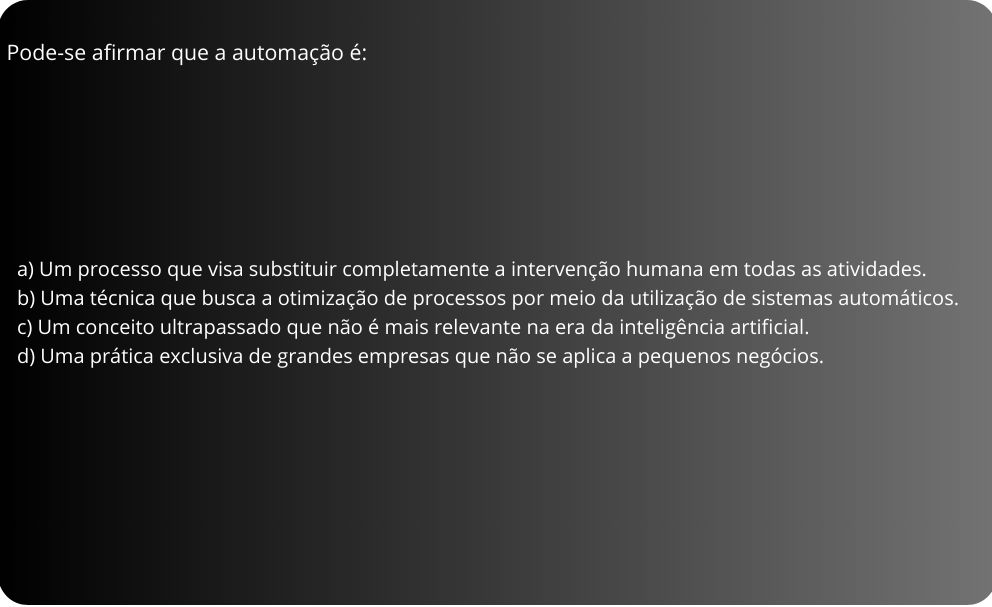 Pode-se afirmar que a automação é:
a) Um processo que visa substituir completamente a intervenção humana em todas as atividades.
b) Uma técnica que busca a otimização de processos por meio da utilização de sistemas automáticos.
c) Um conceito ultrapassado que não é mais relevante na era da inteligência artificial.
d) Uma prática exclusiva de grandes empresas que não se aplica a pequenos negócios.